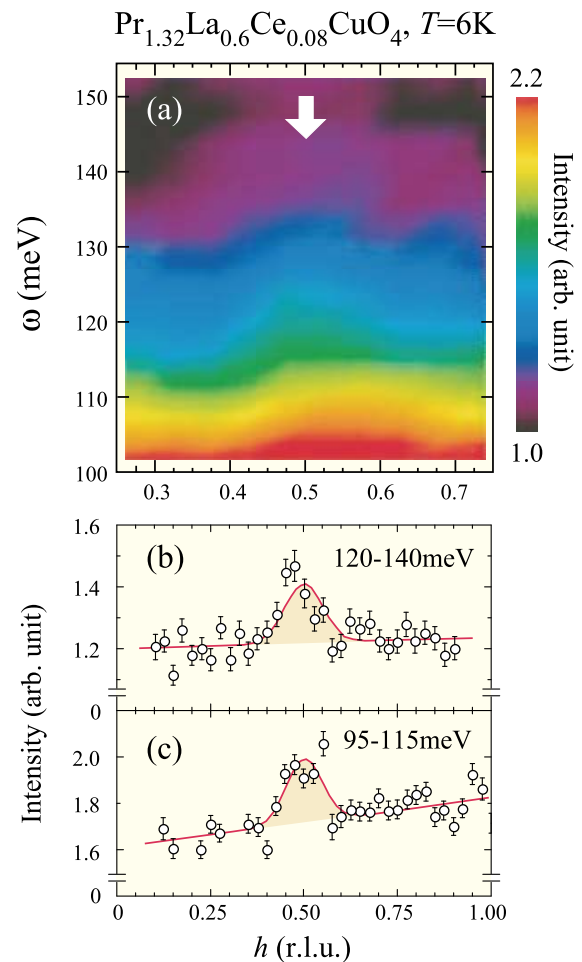 Pr1.32La0.6Ce0.08CuO4, T=6K
(a)
2.2
1.0
Intensity (arb. unit)
ω (meV)
150
140
130
120
110
100
0.3 0.4 0.5 0.6 0.7
(b)
120-140meV
1.6
1.4
1.2
0
Intensity (arb. unit)
(c)
95-115meV
2.0
1.8
1.6
0
0 0.25 0.50 0.75 1.00
h (r.l.u.)